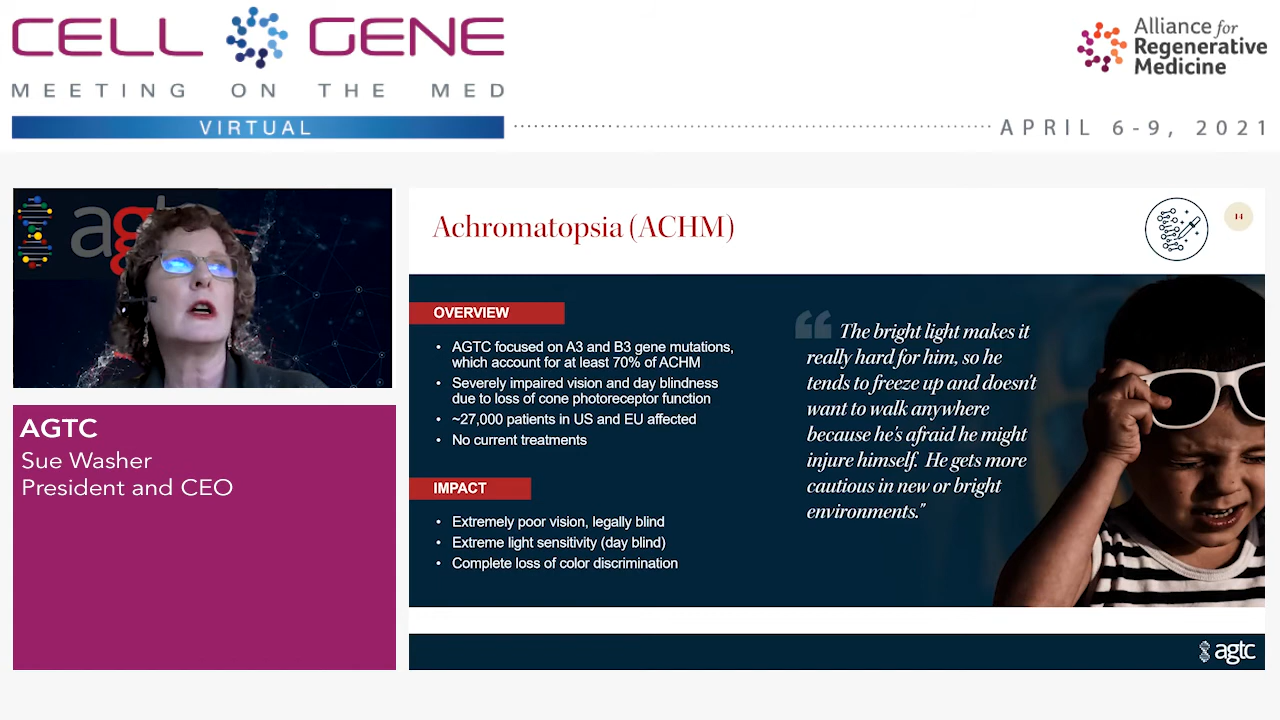 CELL GENE
MEETING ON THE MED
VIRTUAL
APRIL 6-9, 2021
Alliance for
Regenerative
Medicine
agtc
AGTC
Sue Washer
President and CEO
Achromatopsia (ACHM)
14
OVERVIEW
• AGTC focused on A3 and B3 gene mutations,
which account for at least 70% of ACHM
• Severely impaired vision and day blindness
due to loss of cone photoreceptor function
• ~27,000 patients in US and EU affected
• No current treatments
IMPACT
• Extremely poor vision, legally blind
• Extreme light sensitivity (day blind)
• Complete loss of color discrimination
“ The bright light makes it
really hard for him, so he
tends to freeze up and doesn't
want to walk anywhere
because he's afraid he might
injure himself. He gets more
cautious in new or bright
environments."
agtc